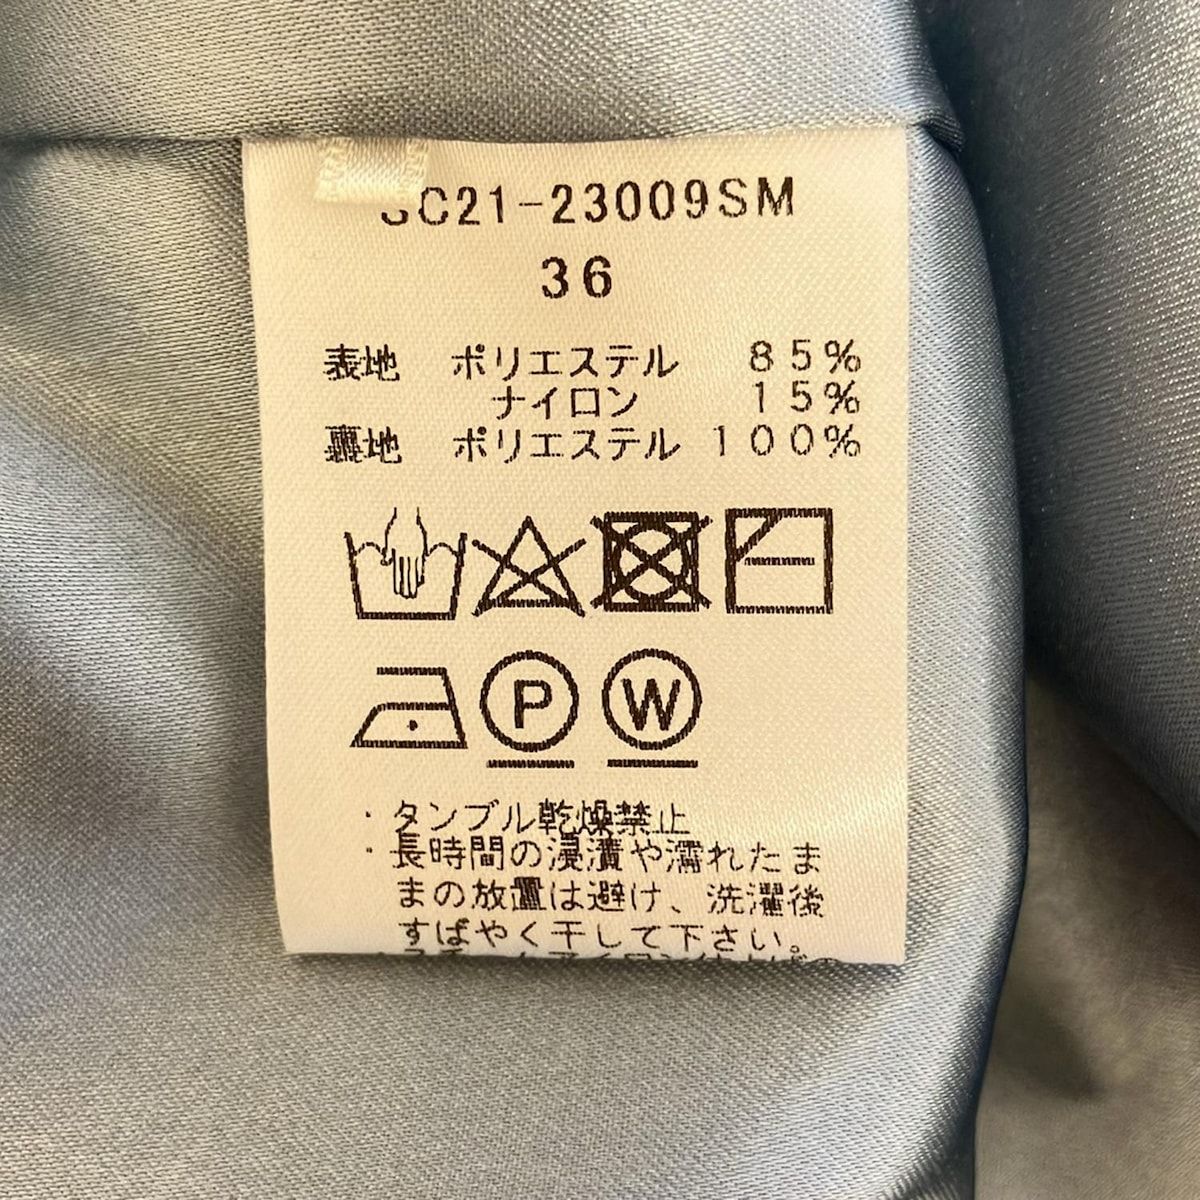 SC21-23009SM
36
表地 ポリエステル 85%
ナイロン 15%
裏地 ポリエステル 100%
P W
・タンブル乾燥禁止
・長時間の浸漬や濡れたま
まの放置は避け、洗濯後
すばやく干して下さい。